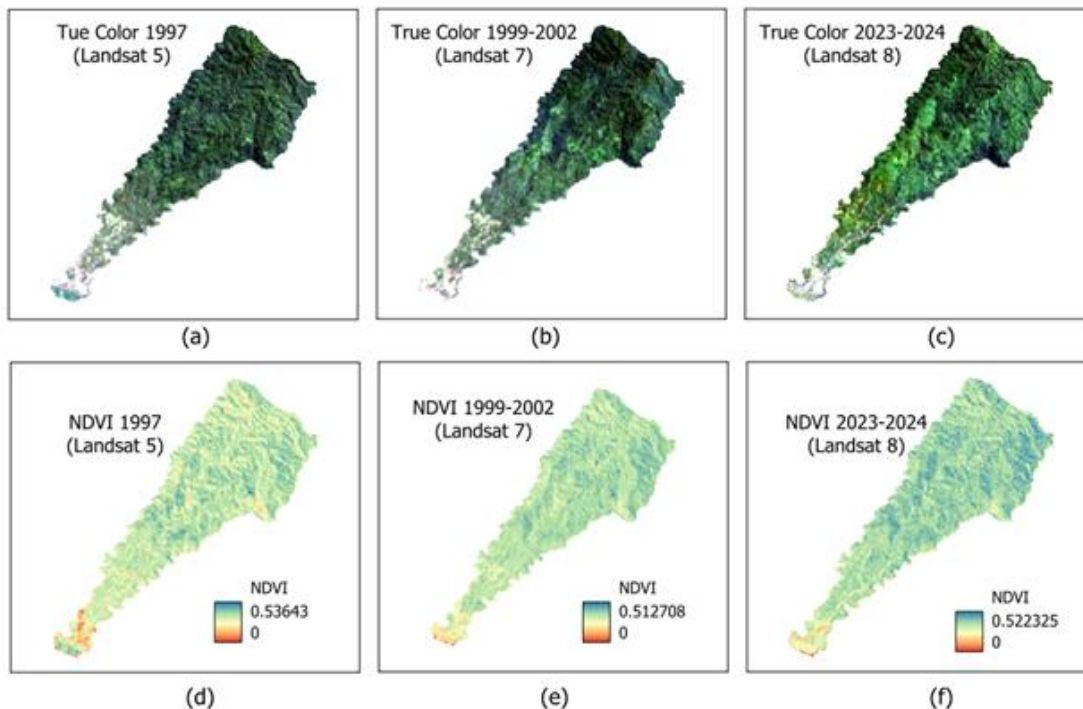 Tue Color 1997
(Landsat 5)
True Color 1999-2002
(Landsat 7)
True Color 2023-2024
(Landsat 8)
(a)
(b)
(c)
NDVI 1997
(Landsat 5)
NDVI
0.53643
0
NDVI 1999-2002
(Landsat 7)
NDVI
0.512708
0
NDVI 2023-2024
(Landsat 8)
NDVI
0.522325
0
(d)
(e)
(f)